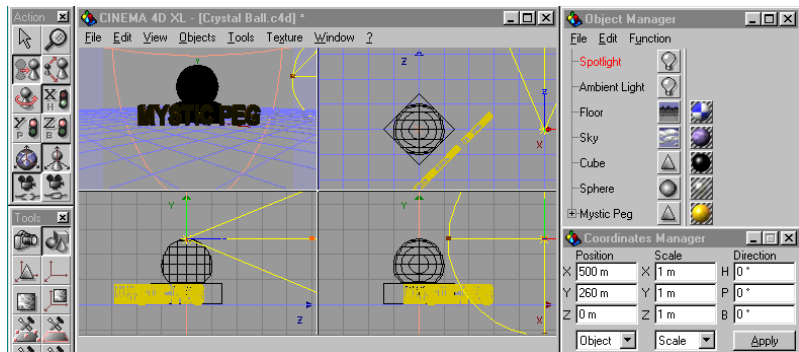 Action
CINEMA 4D XL - [Crystal Ball.c4d] *
File Edit View Objects Tools Texture Window ?
Y
MYSTIC PEG
Z
Z
X
X
H
Y
P
Z
B
Tools
Y
Z
Y
X
Object Manager
File Edit Function
Spotlight
Ambient Light
Floor
Sky
Cube
Sphere
Mystic Peg
Coordinates Manager
Position Scale Direction
X 500 m X 1 m H 0°
Y 260 m Y 1 m P 0°
Z 0 m Z 1 m B 0°
Object Scale Apply